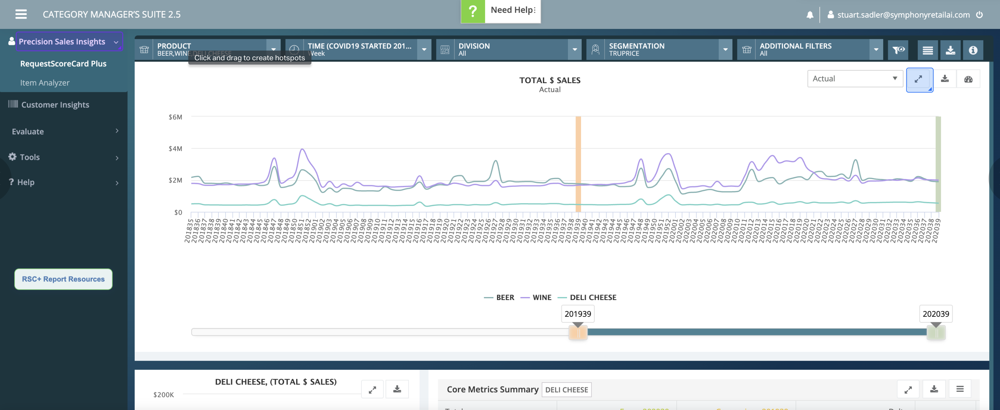 CATEGORY MANAGER'S SUITE 2.5
? Need Help
stuart.sadler@symphonyretailai.com
Precision Sales Insights
RequestScoreCard Plus
Item Analyzer
Customer Insights
Evaluate
Tools
? Help
RSC+ Report Resources
PRODUCT
BEER,WINE,DELI CHEESE
TIME (COVID19 STARTED 201...
Week
DIVISION
All
SEGMENTATION
TRUPRICE
ADDITIONAL FILTERS
All
Click and drag to create hotspots
TOTAL $ SALES
Actual
Actual
$6M
$4M
$2M
$0
201835 201836 201837 201838 201839 201840 201841 201842 201843 201844 201845 201846 201847 201848 201849 201850 201851 201852 201901 201902 201903 201904 201905 201906 201907 201908 201909 201910 201911 201912 201913 201914 201915 201916 201917 201918 201919 201920 201921 201922 201923 201924 201925 201926 201927 201928 201929 201930 201931 201932 201933 201934 201935 201936 201937 201938 201939 201940 201941 201942 201943 201944 201945 201946 201947 201948 201949 201950 201951 201952 202001 202002 202003 202004 202005 202006 202007 202008 202009 202010 202011 202012 202013 202014 202015 202016 202017 202018 202019 202020 202021 202022 202023 202024 202025 202026 202027 202028 202029 202030 202031 202032 202033 202034 202035 202036 202037 202038 202039
BEER WINE DELI CHEESE
201939
202039
DELI CHEESE, (TOTAL $ SALES)
$200K
Core Metrics Summary DELI CHEESE